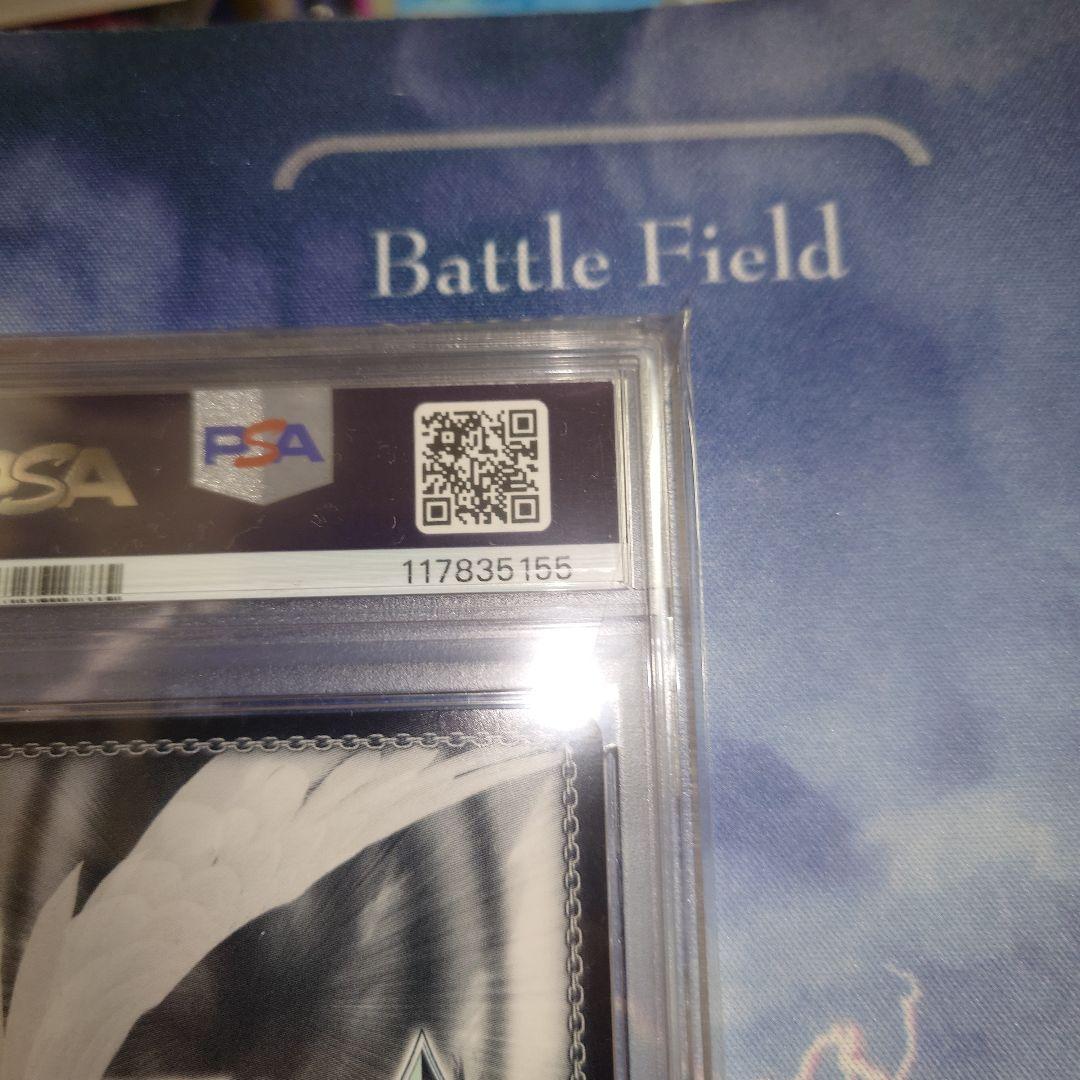 Battle Field
PSA
PSA
117835155